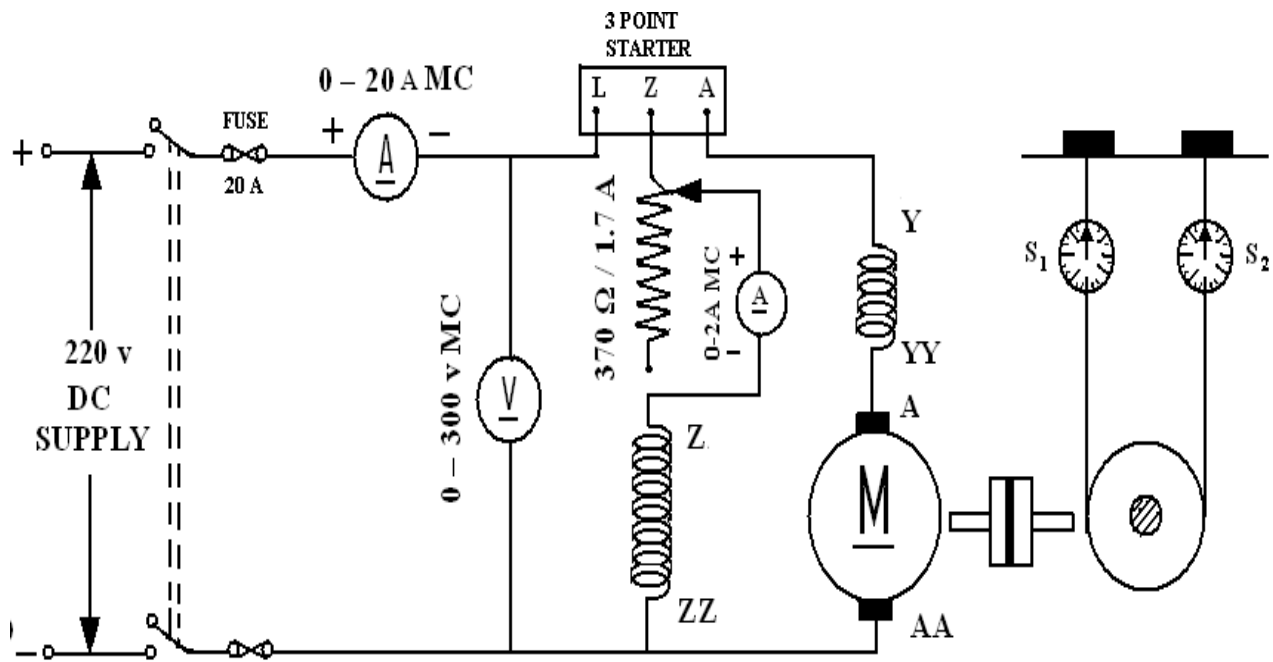 3 POINT
STARTER
L Z A
0 – 20 A MC
+ –
A
FUSE
20 A
+
220 v
DC
SUPPLY
–
0 – 300 v MC
V
370 Ω / 1.7 A
0-2A MC
+
A
–
Z
ZZ
Y
YY
A
M
AA
S1
S2